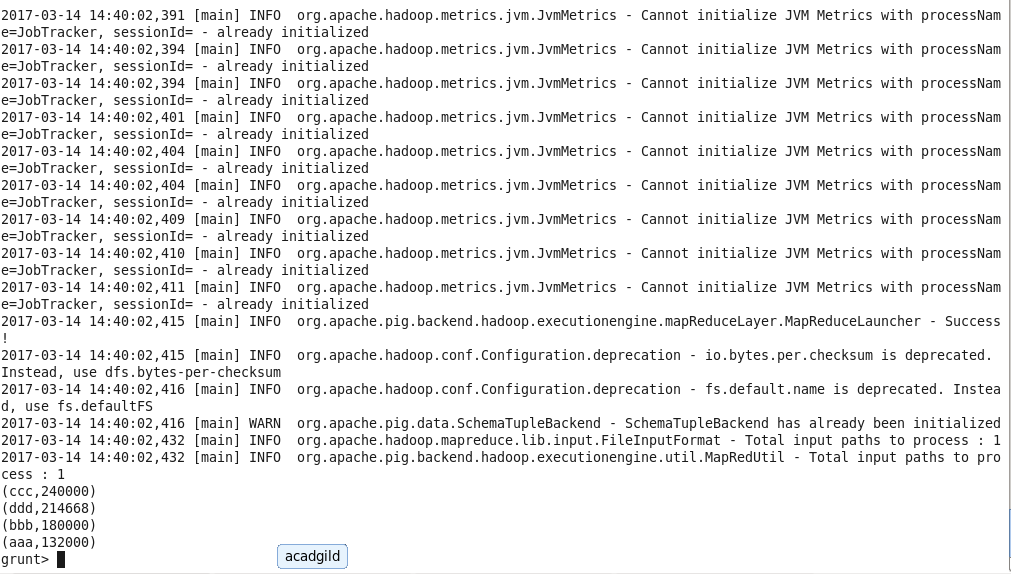 2017-03-14 14:40:02,391 [main] INFO  org.apache.hadoop.metrics.jvm.JvmMetrics - Cannot initialize JVM Metrics with processNam
e=JobTracker, sessionId= - already initialized
2017-03-14 14:40:02,394 [main] INFO  org.apache.hadoop.metrics.jvm.JvmMetrics - Cannot initialize JVM Metrics with processNam
e=JobTracker, sessionId= - already initialized
2017-03-14 14:40:02,394 [main] INFO  org.apache.hadoop.metrics.jvm.JvmMetrics - Cannot initialize JVM Metrics with processNam
e=JobTracker, sessionId= - already initialized
2017-03-14 14:40:02,401 [main] INFO  org.apache.hadoop.metrics.jvm.JvmMetrics - Cannot initialize JVM Metrics with processNam
e=JobTracker, sessionId= - already initialized
2017-03-14 14:40:02,404 [main] INFO  org.apache.hadoop.metrics.jvm.JvmMetrics - Cannot initialize JVM Metrics with processNam
e=JobTracker, sessionId= - already initialized
2017-03-14 14:40:02,404 [main] INFO  org.apache.hadoop.metrics.jvm.JvmMetrics - Cannot initialize JVM Metrics with processNam
e=JobTracker, sessionId= - already initialized
2017-03-14 14:40:02,409 [main] INFO  org.apache.hadoop.metrics.jvm.JvmMetrics - Cannot initialize JVM Metrics with processNam
e=JobTracker, sessionId= - already initialized
2017-03-14 14:40:02,410 [main] INFO  org.apache.hadoop.metrics.jvm.JvmMetrics - Cannot initialize JVM Metrics with processNam
e=JobTracker, sessionId= - already initialized
2017-03-14 14:40:02,411 [main] INFO  org.apache.hadoop.metrics.jvm.JvmMetrics - Cannot initialize JVM Metrics with processNam
e=JobTracker, sessionId= - already initialized
2017-03-14 14:40:02,415 [main] INFO  org.apache.pig.backend.hadoop.executionengine.mapReduceLayer.MapReduceLauncher - Success
!
2017-03-14 14:40:02,415 [main] INFO  org.apache.hadoop.conf.Configuration.deprecation - io.bytes.per.checksum is deprecated.
Instead, use dfs.bytes-per-checksum
2017-03-14 14:40:02,416 [main] INFO  org.apache.hadoop.conf.Configuration.deprecation - fs.default.name is deprecated. Instea
d, use fs.defaultFS
2017-03-14 14:40:02,416 [main] WARN  org.apache.pig.data.SchemaTupleBackend - SchemaTupleBackend has already been initialized
2017-03-14 14:40:02,432 [main] INFO  org.apache.hadoop.mapreduce.lib.input.FileInputFormat - Total input paths to process : 1
2017-03-14 14:40:02,432 [main] INFO  org.apache.pig.backend.hadoop.executionengine.util.MapRedUtil - Total input paths to pro
cess : 1
(ccc,240000)
(ddd,214668)
(bbb,180000)
(aaa,132000)
grunt>
acadgild